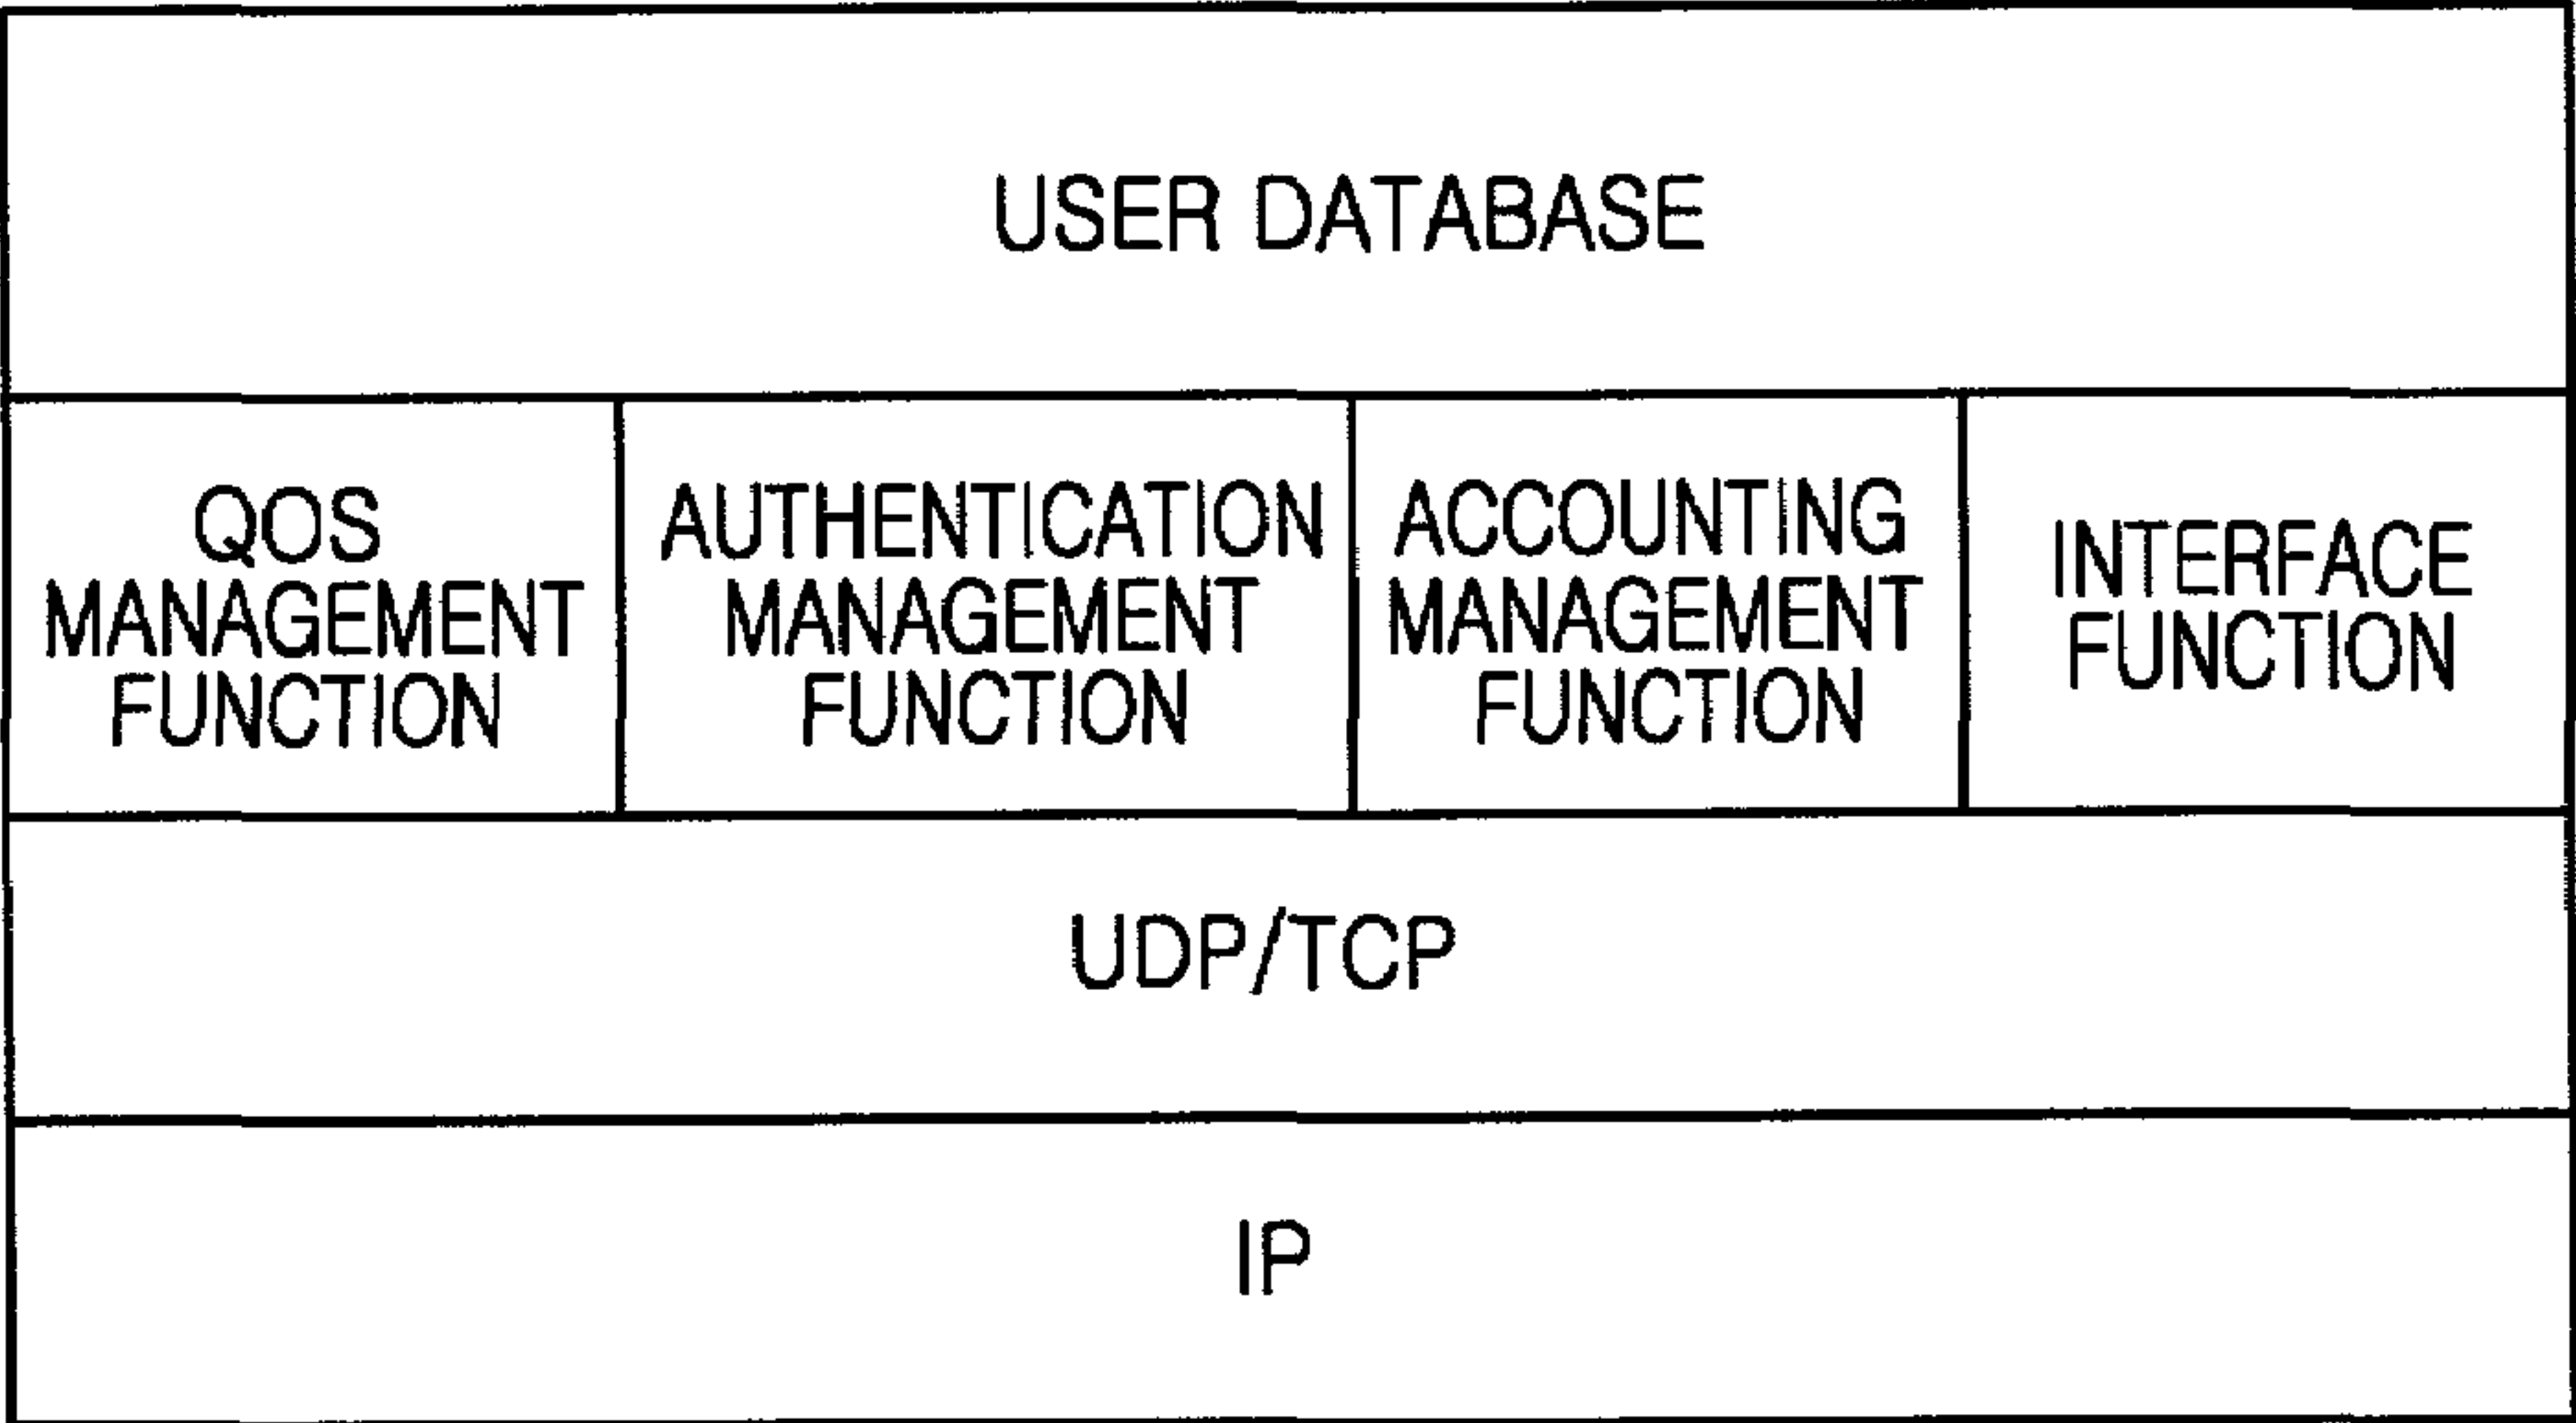 USER DATABASE
QOS
MANAGEMENT
FUNCTION
AUTHENTICATION
MANAGEMENT
FUNCTION
ACCOUNTING
MANAGEMENT
FUNCTION
INTERFACE
FUNCTION
UDP/TCP
IP